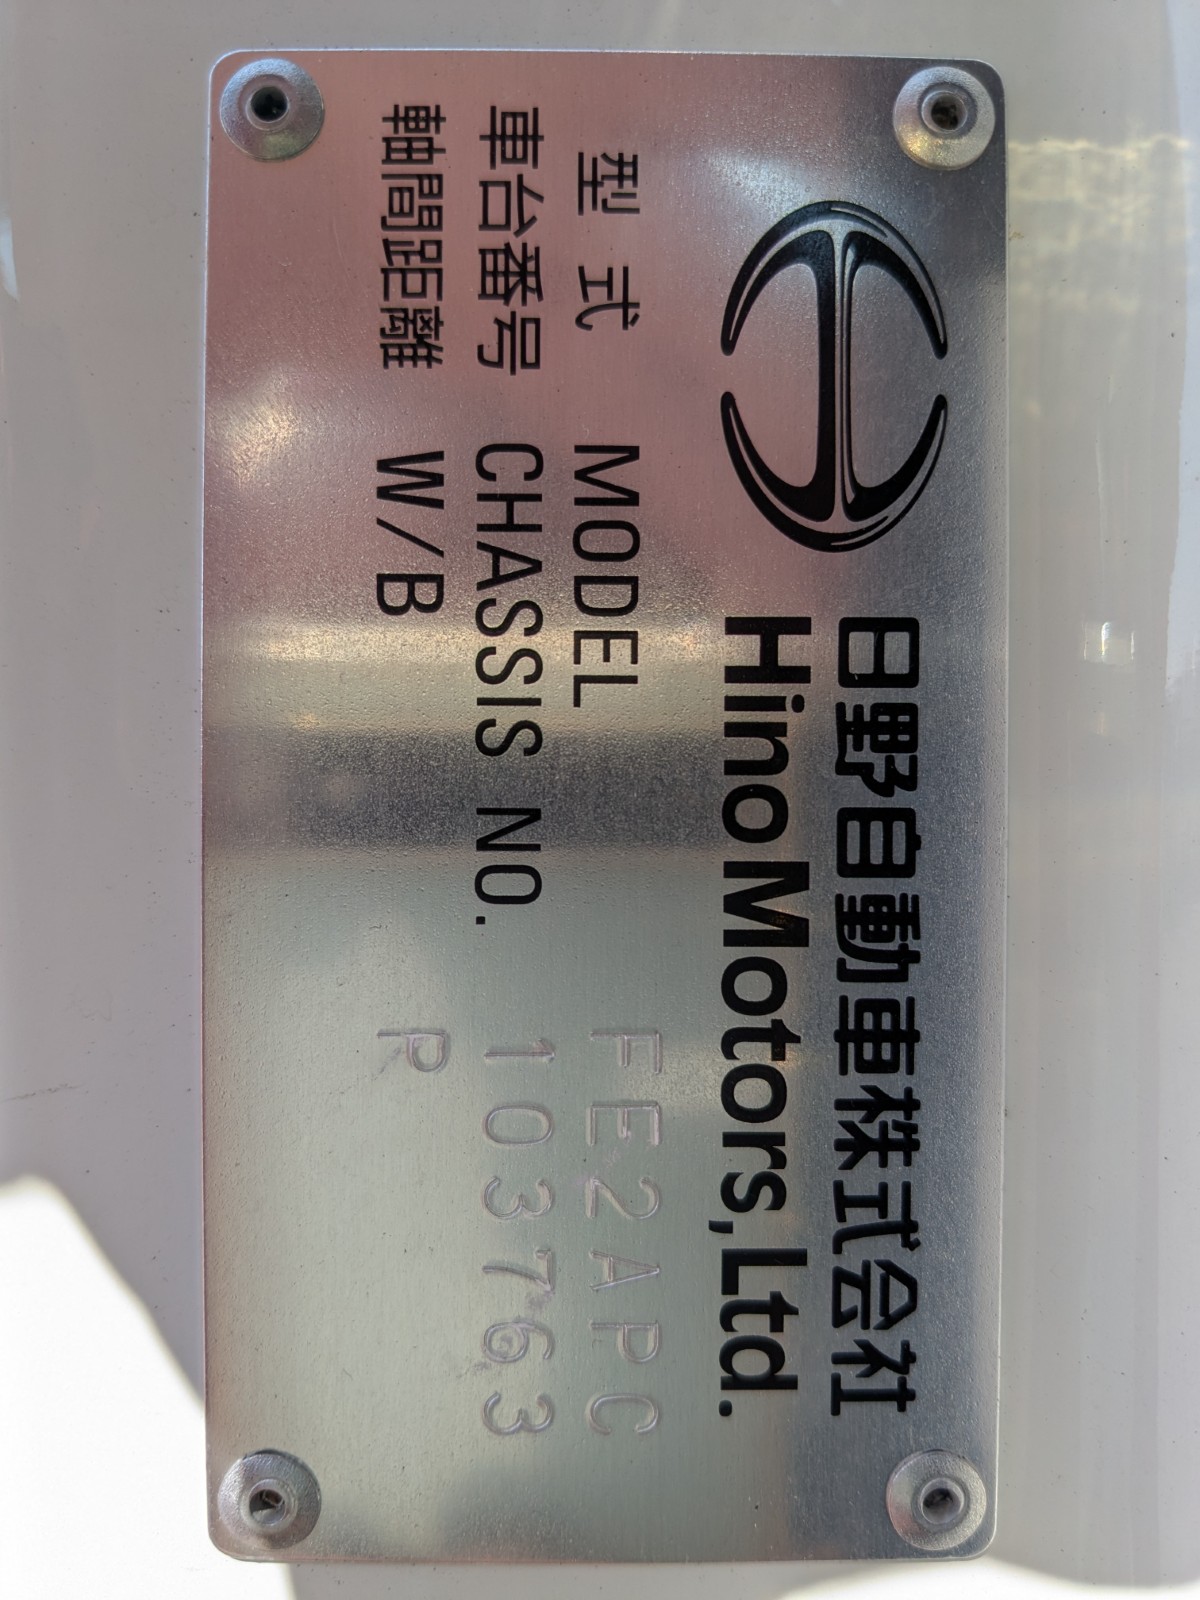 日野自動車株式会社
Hino Motors, Ltd.
型式 MODEL FE2APC
車台番号 CHASSIS NO. 103763
軸間距離 W/B P